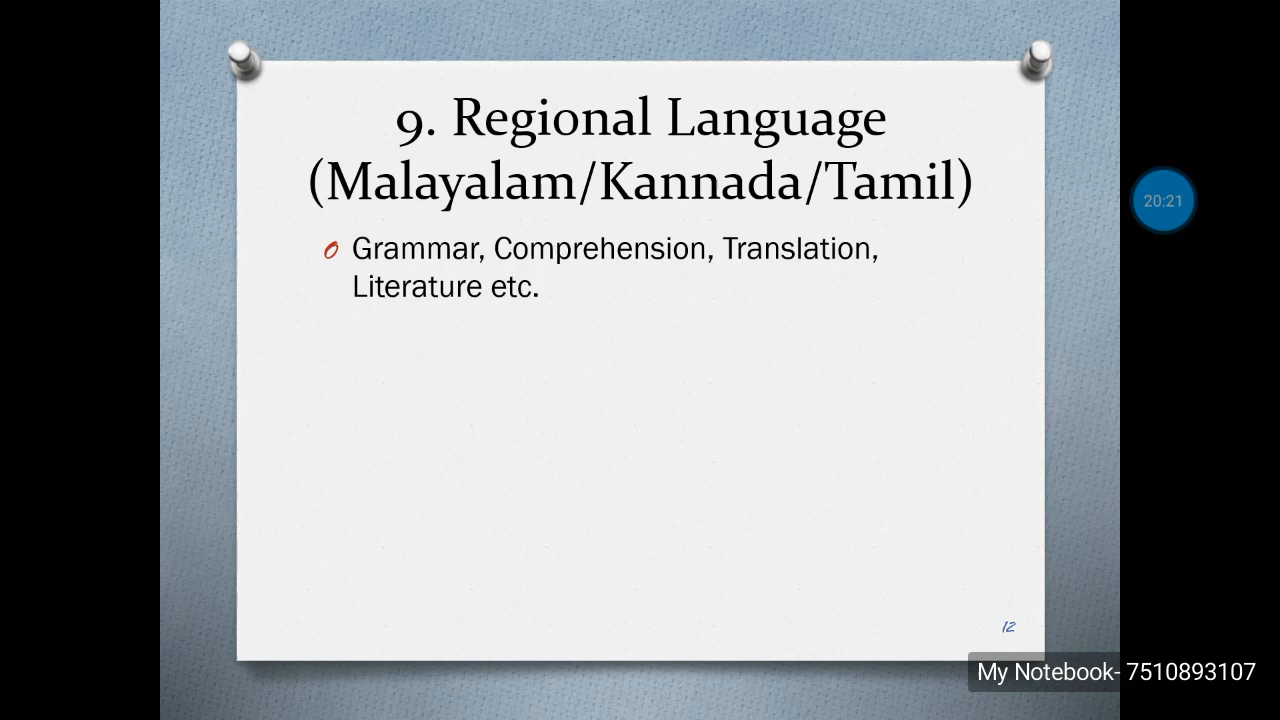 9. Regional Language
(Malayalam/Kannada/Tamil)
Grammar, Comprehension, Translation,
Literature etc.
20:21
12
My Notebook- 7510893107